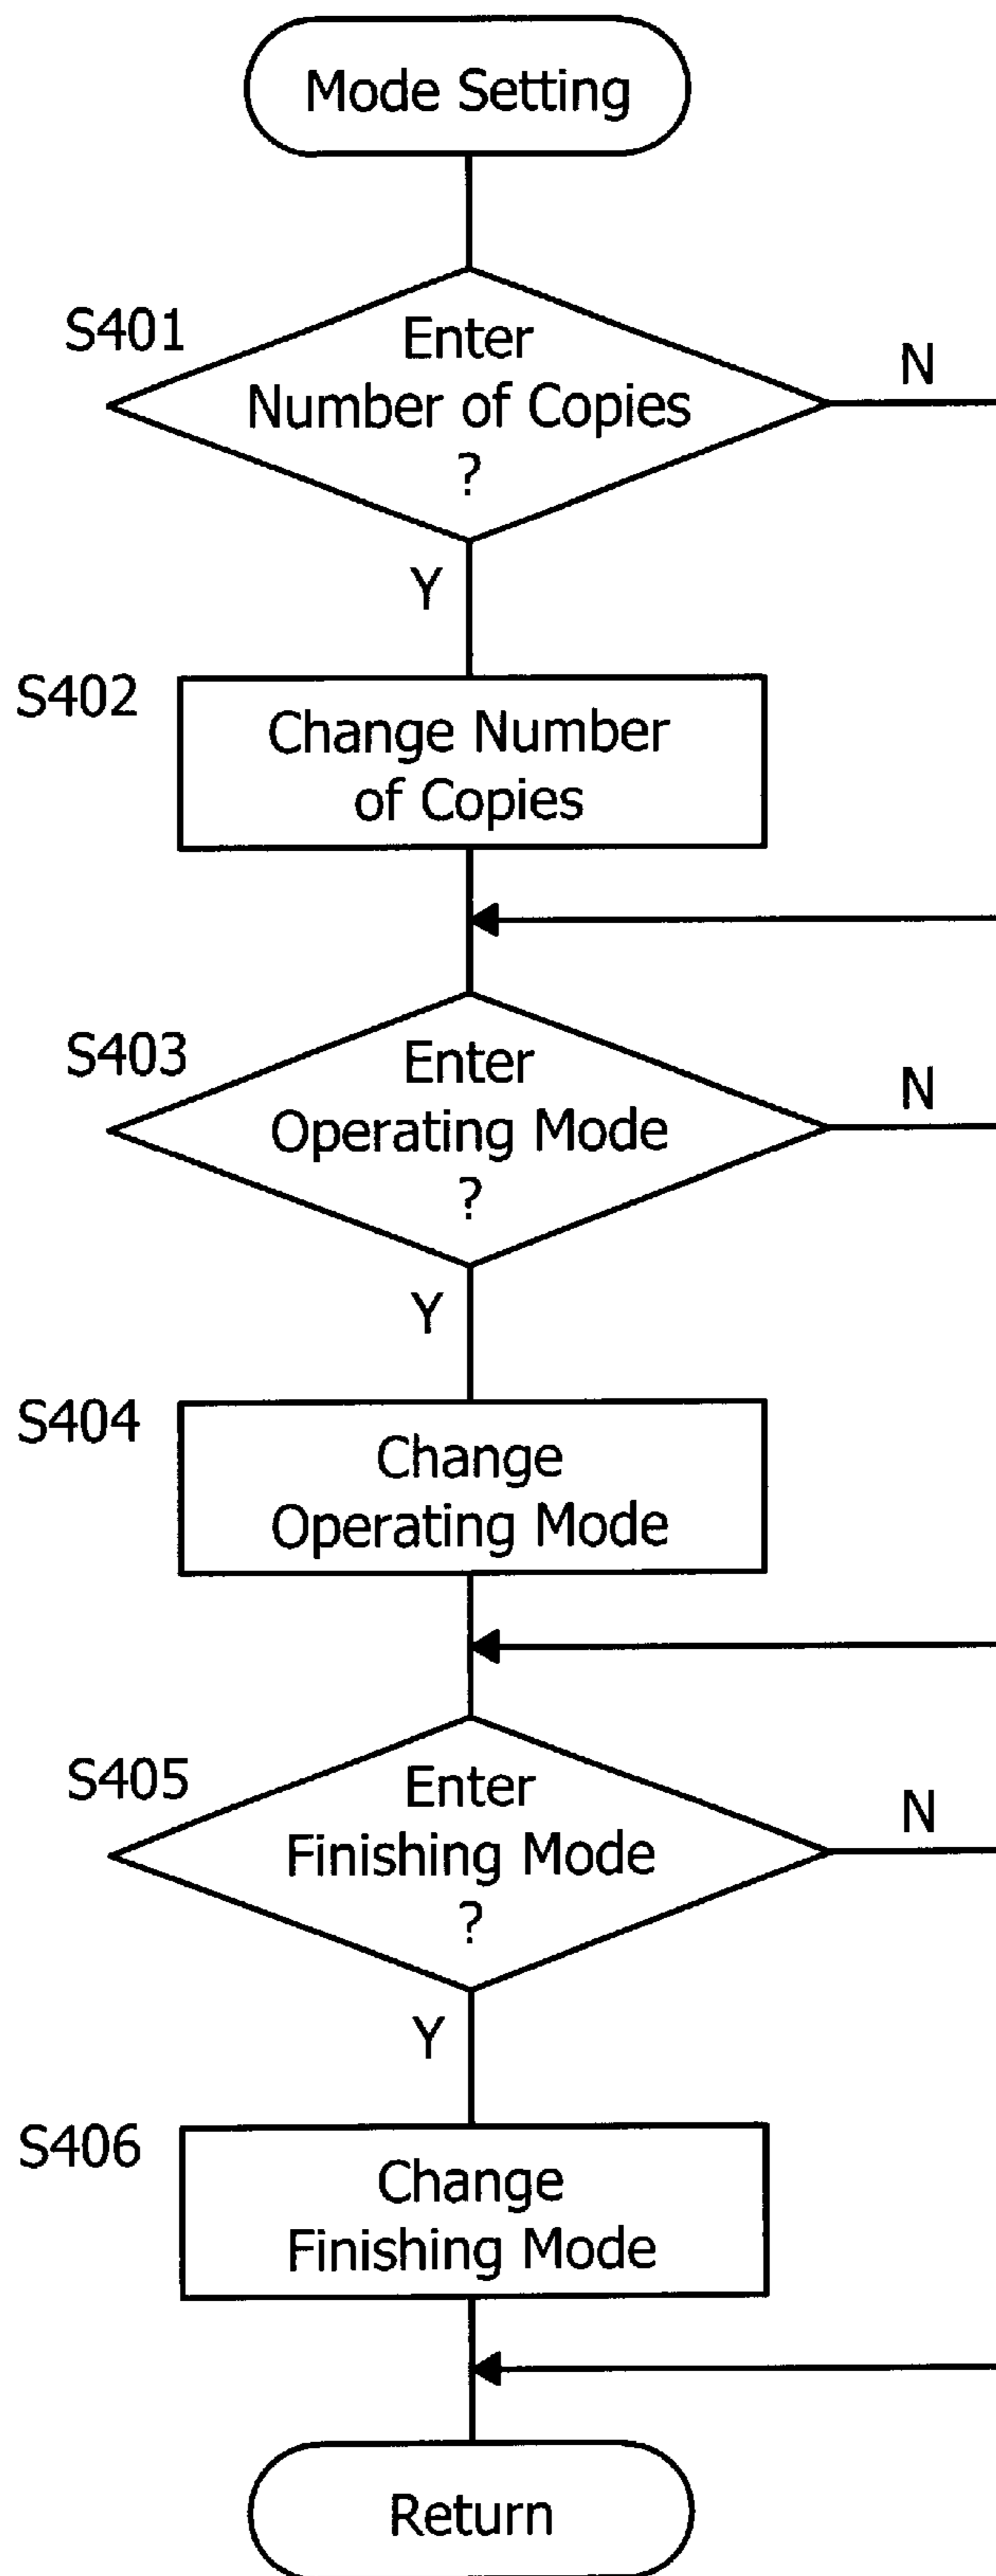 Mode Setting
S401
Enter
Number of Copies
?
N
Y
S402
Change Number
of Copies
S403
Enter
Operating Mode
?
N
Y
S404
Change
Operating Mode
S405
Enter
Finishing Mode
?
N
Y
S406
Change
Finishing Mode
Return